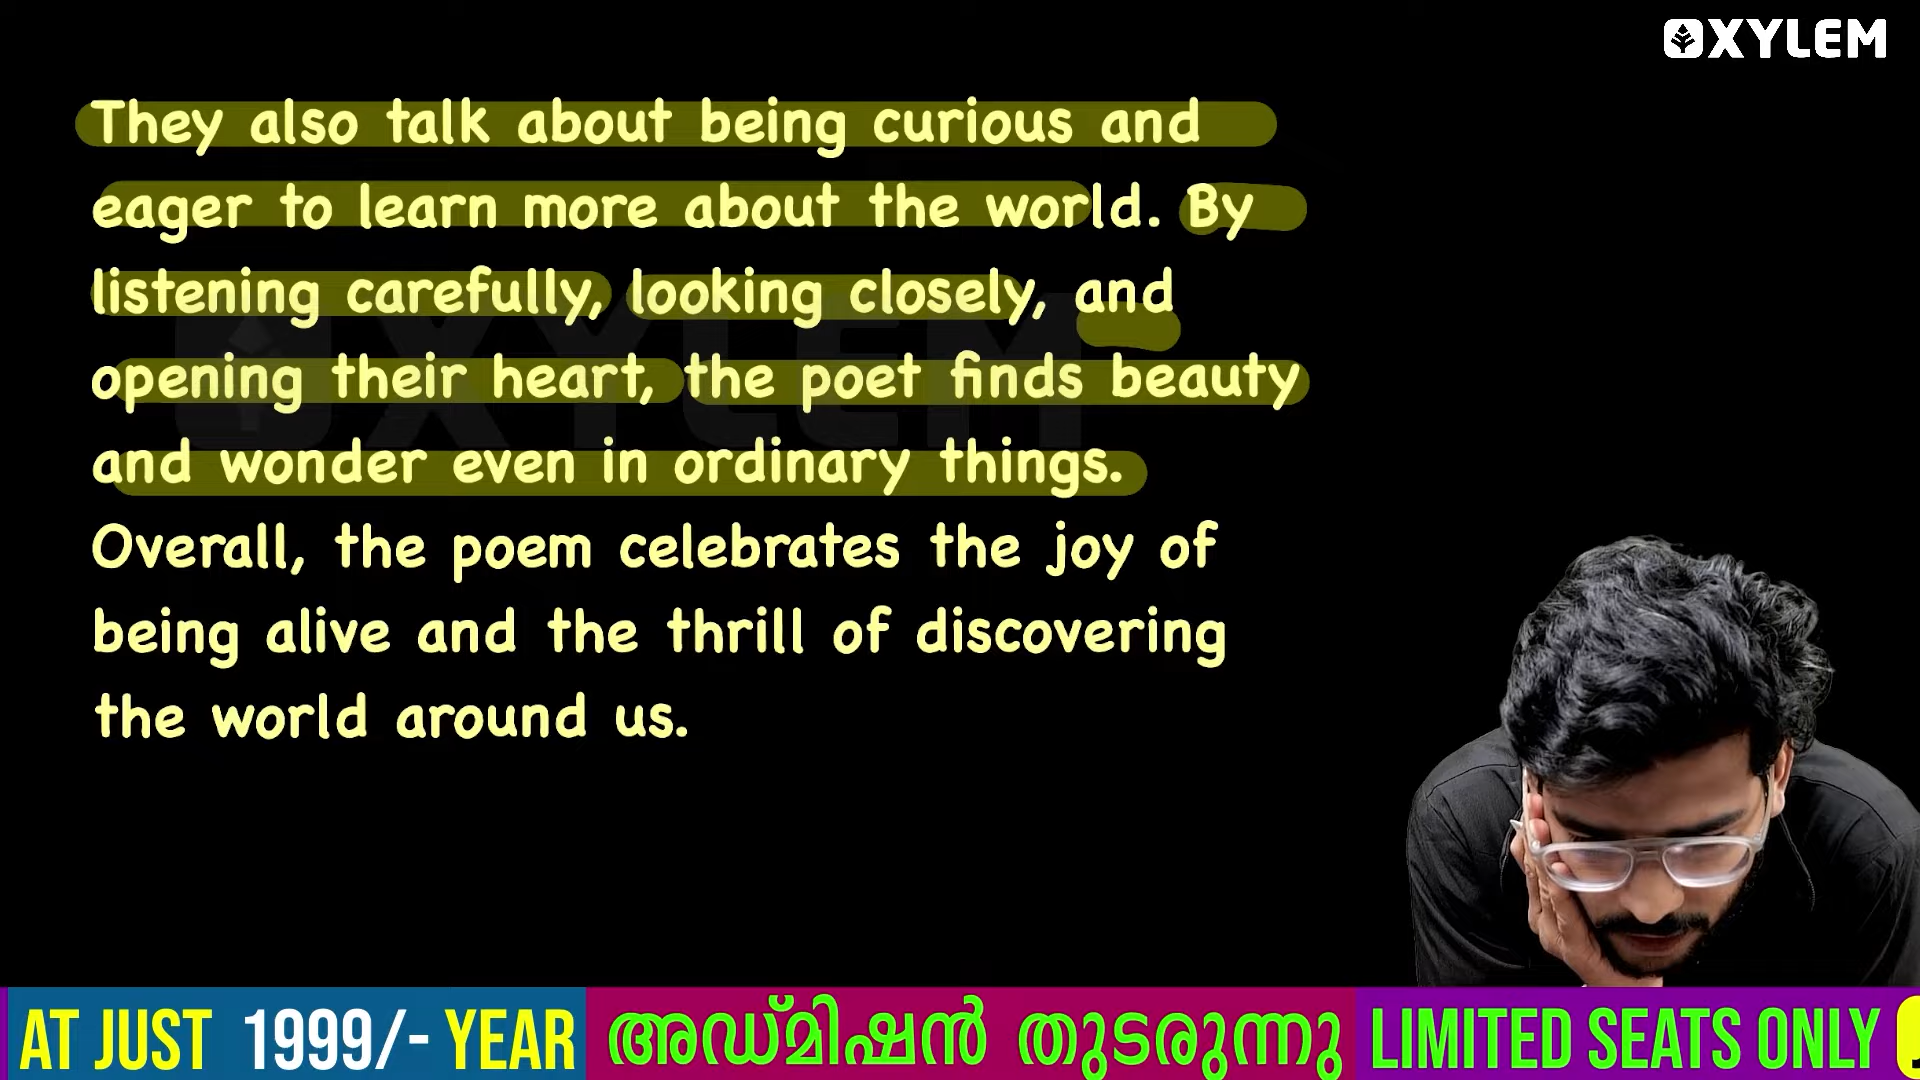 XYLEM
They also talk about being curious and
eager to learn more about the world. By
listening carefully, looking closely, and
opening their heart, the poet finds beauty
and wonder even in ordinary things.
Overall, the poem celebrates the joy of
being alive and the thrill of discovering
the world around us.
AT JUST 1999/- YEAR അഡ്മിഷൻ തുടരുന്നു LIMITED SEATS ONLY